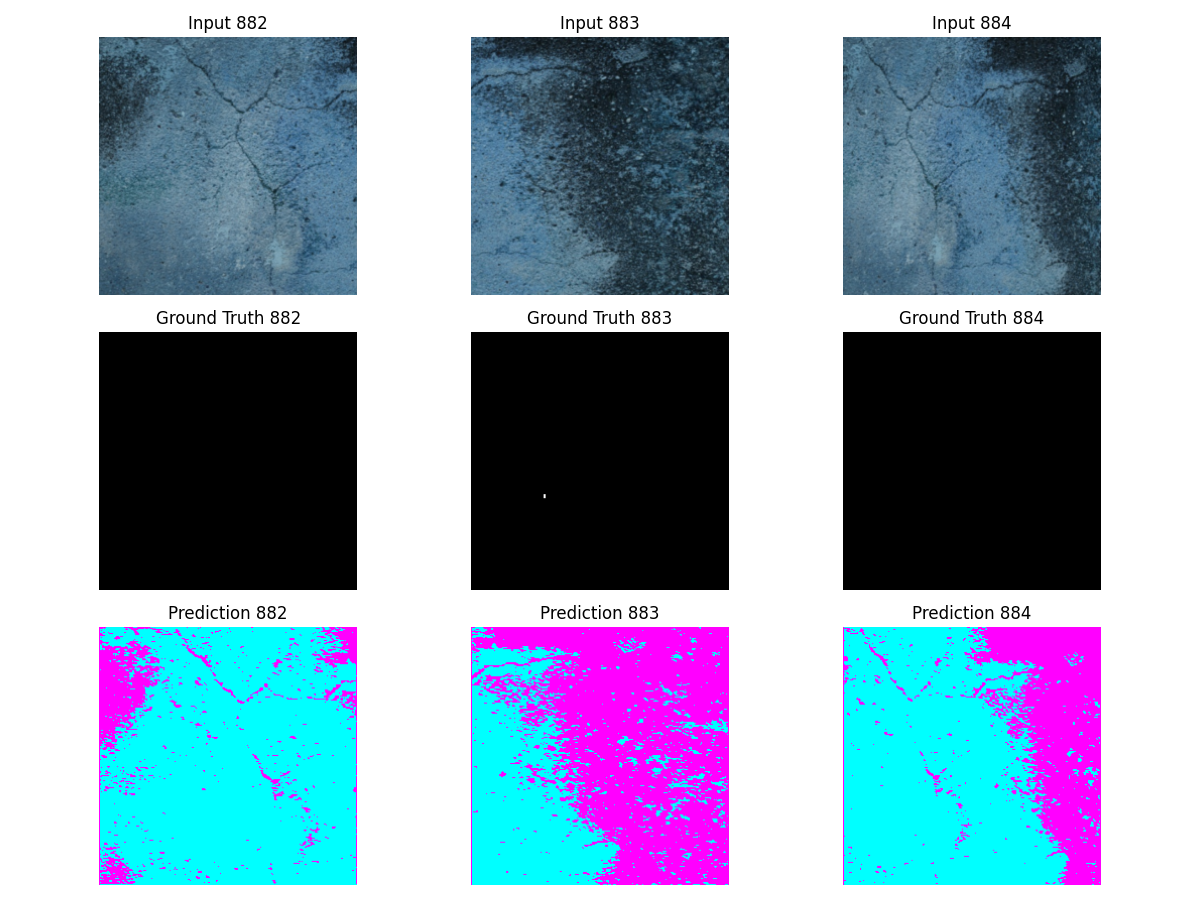 Input 882
Input 883
Input 884
Ground Truth 882
Ground Truth 883
Ground Truth 884
Prediction 882
Prediction 883
Prediction 884